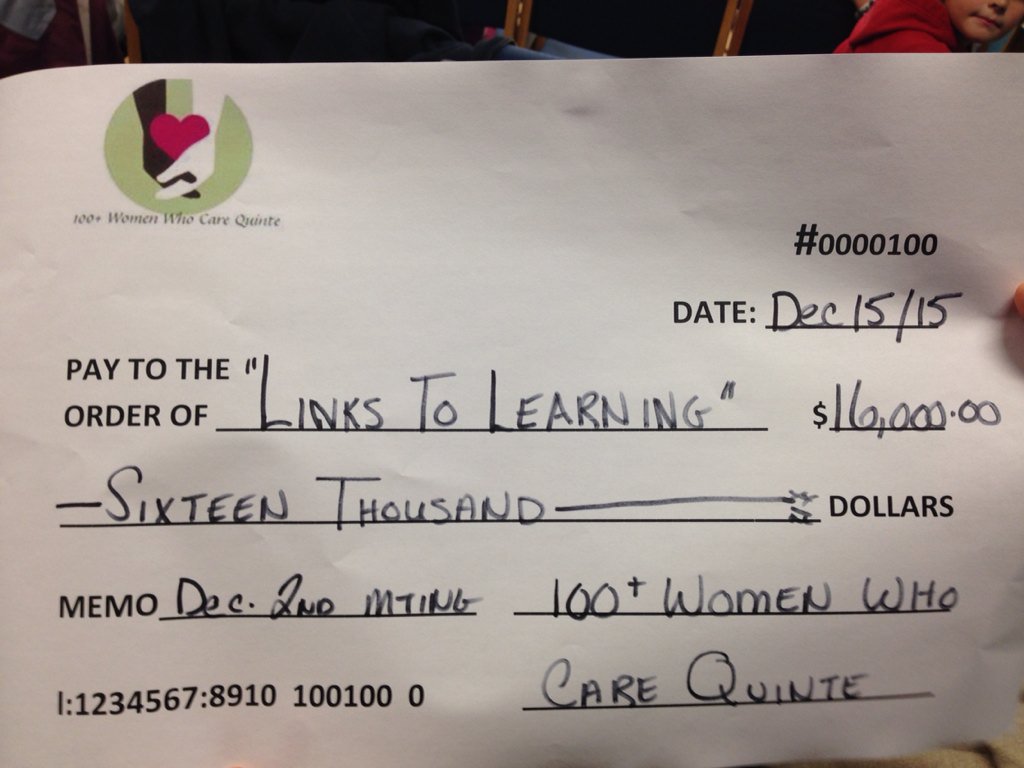 100+ Women Who Care Quinte
#0000100
DATE: Dec 15/15
PAY TO THE
ORDER OF "LINKS TO LEARNING" $16,000.00
SIXTEEN THOUSAND XX DOLLARS
MEMO Dec. 2ND MTING 100+ WOMEN WHO
CARE QUINTE
I:1234567:8910 100100 0